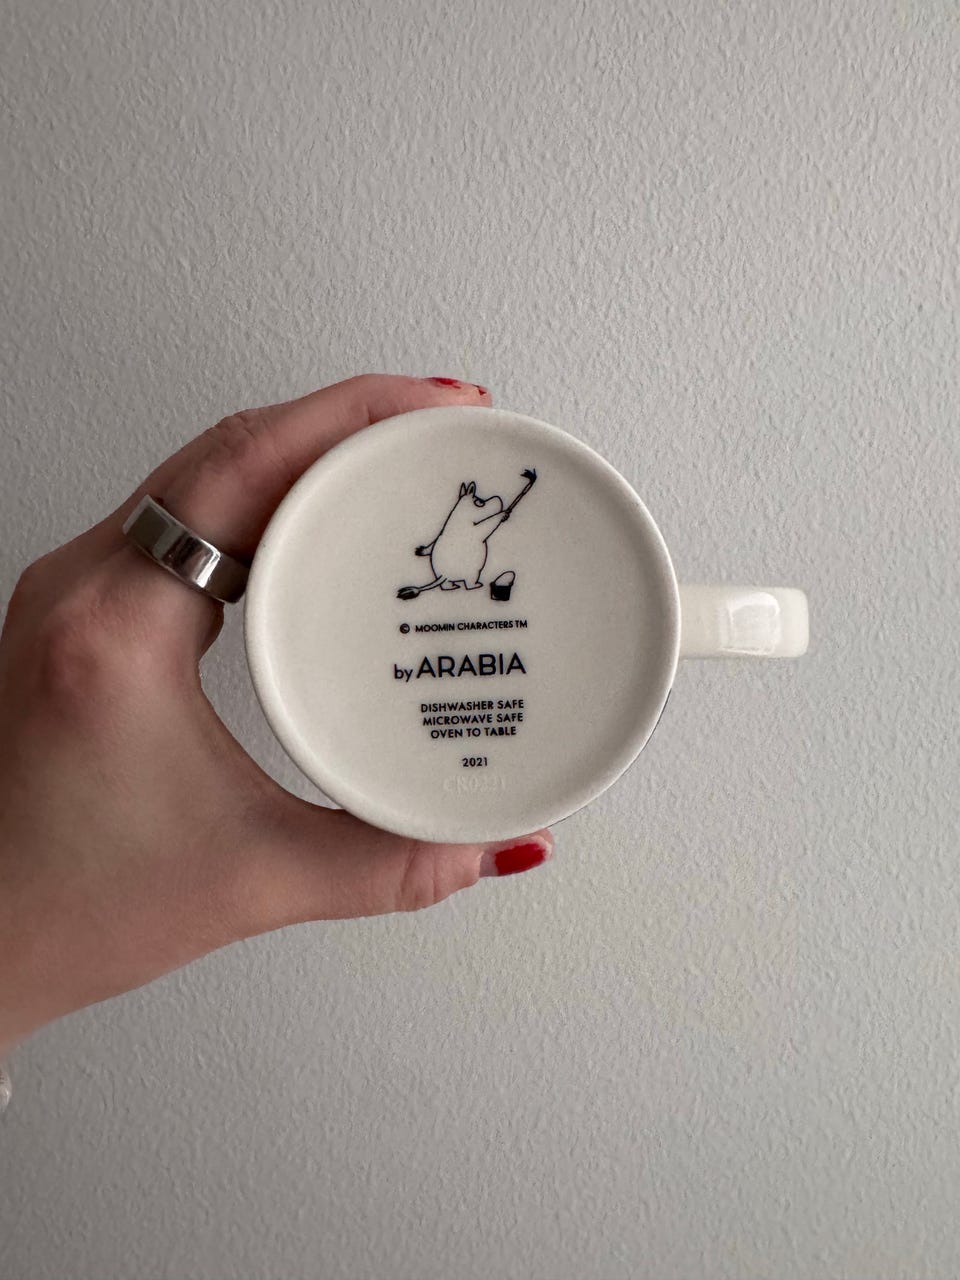 © MOOMIN CHARACTERS TM
by ARABIA
DISHWASHER SAFE
MICROWAVE SAFE
OVEN TO TABLE
2021